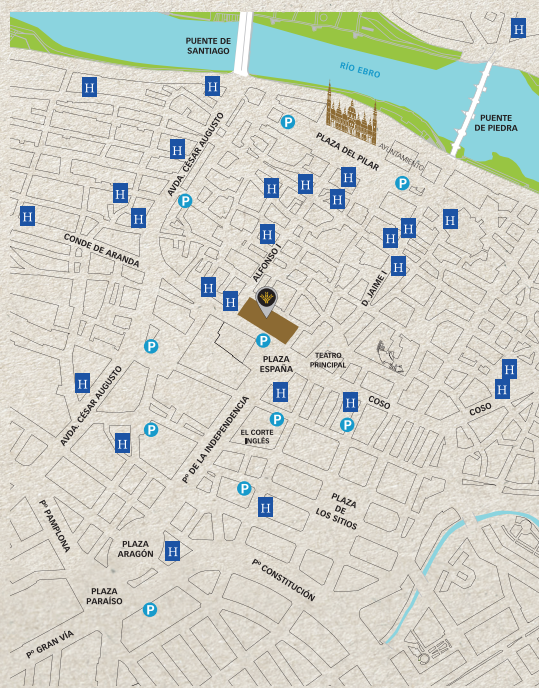 H
PUENTE DE
SANTIAGO
RÍO EBRO
H
H
PUENTE
DE PIEDRA
P
AVDA. CÉSAR AUGUSTO
PLAZA DEL PILAR
AYUNTAMIENTO
H
H
H
H
H
P
H
P
H
H
H
H
H
H
CONDE DE ARANDA
ALFONSO I
H
D. JAIME I
H
H
P
P
PLAZA
ESPAÑA
TEATRO
PRINCIPAL
H
H
H
AVDA. CÉSAR AUGUSTO
H
H
COSO
COSO
Pº DE LA INDEPENDENCIA
P
P
P
EL CORTE
INGLÉS
H
P
H
PLAZA
DE
LOS SITIOS
Pº PAMPLONA
PLAZA
ARAGÓN
H
Pº CONSTITUCIÓN
PLAZA
PARAÍSO
P
Pº GRAN VÍA